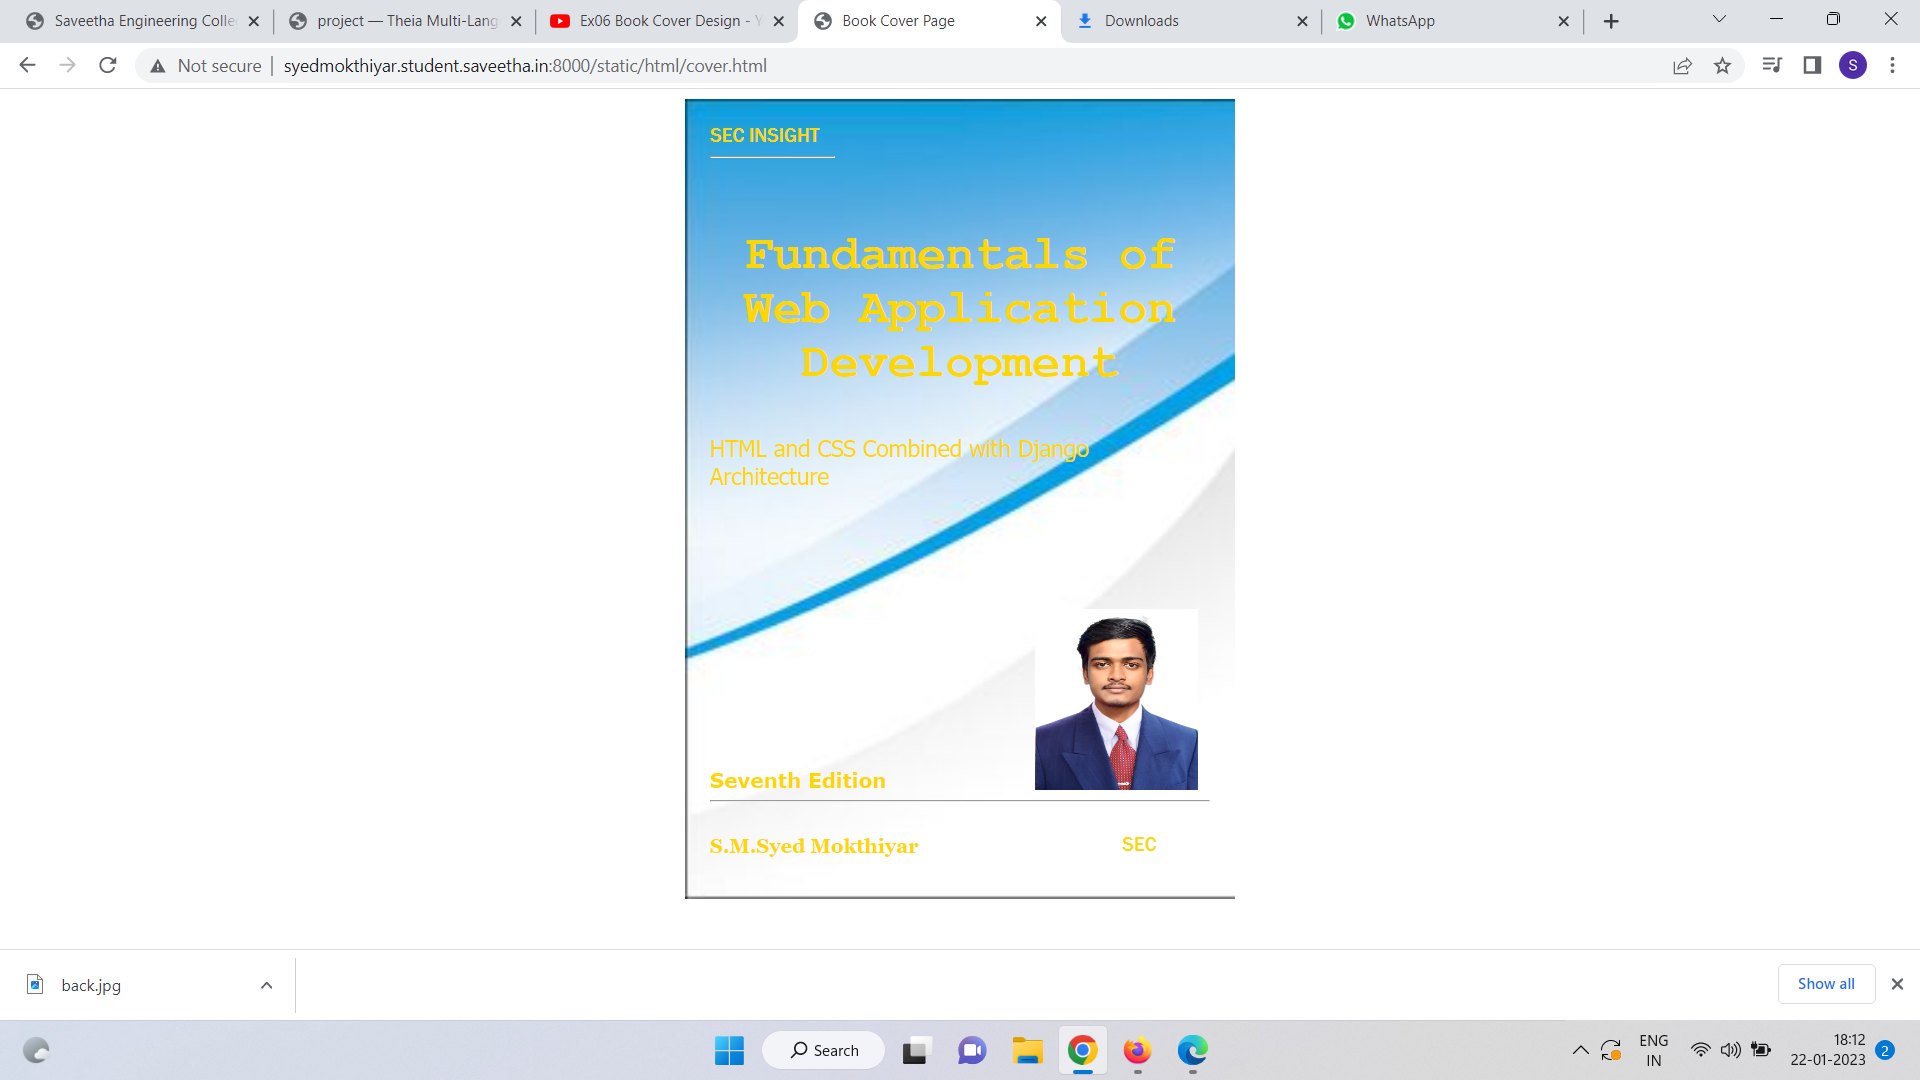 Saveetha Engineering Colle
project — Theia Multi-Lang
Ex06 Book Cover Design - Y
Book Cover Page
Downloads
WhatsApp
Not secure
syedmokthiyar.student.saveetha.in:8000/static/html/cover.html
S
SEC INSIGHT
Fundamentals of
Web Application
Development
HTML and CSS Combined with Django
Architecture
Seventh Edition
S.M.Syed Mokthiyar
SEC
back.jpg
Show all
Search
ENG
IN
18:12
22-01-2023
2